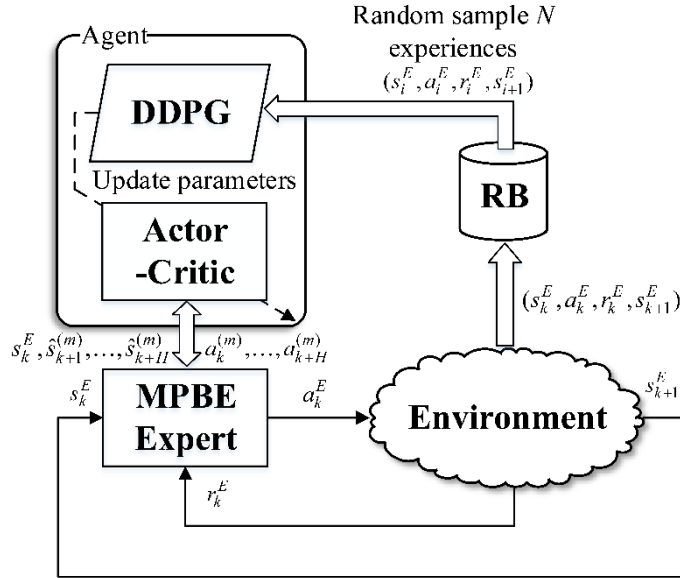 Random sample N
experiences
(s_i^E, a_i^E, r_i^E, s_{i+1}^E)
Agent
DDPG
Update parameters
Actor
-Critic
RB
(s_k^E, a_k^E, r_k^E, s_{k+1}^E)
s_k^E, ŝ_{k+1}^{(m)}, ..., ŝ_{k+H}^{(m)} a_k^{(m)}, ..., a_{k+H}^{(m)}
s_k^E
MPBE
Expert
a_k^E
Environment
s_{k+1}^E
r_k^E